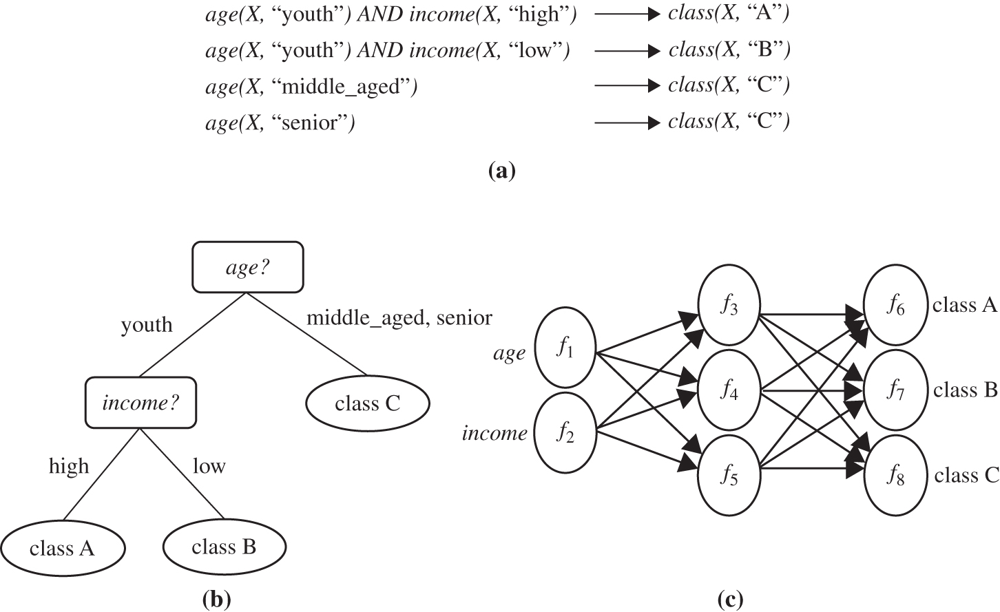 age(X, “youth”) AND income(X, “high”) class(X, “A”)
age(X, “youth”) AND income(X, “low”) class(X, “B”)
age(X, “middle_aged”) class(X, “C”)
age(X, “senior”) class(X, “C”)
(a)
age?
youth
middle_aged, senior
income?
class C
high
low
class A
class B
(b)
age
f1
income
f2
f3
f4
f5
f6
class A
f7
class B
f8
class C
(c)